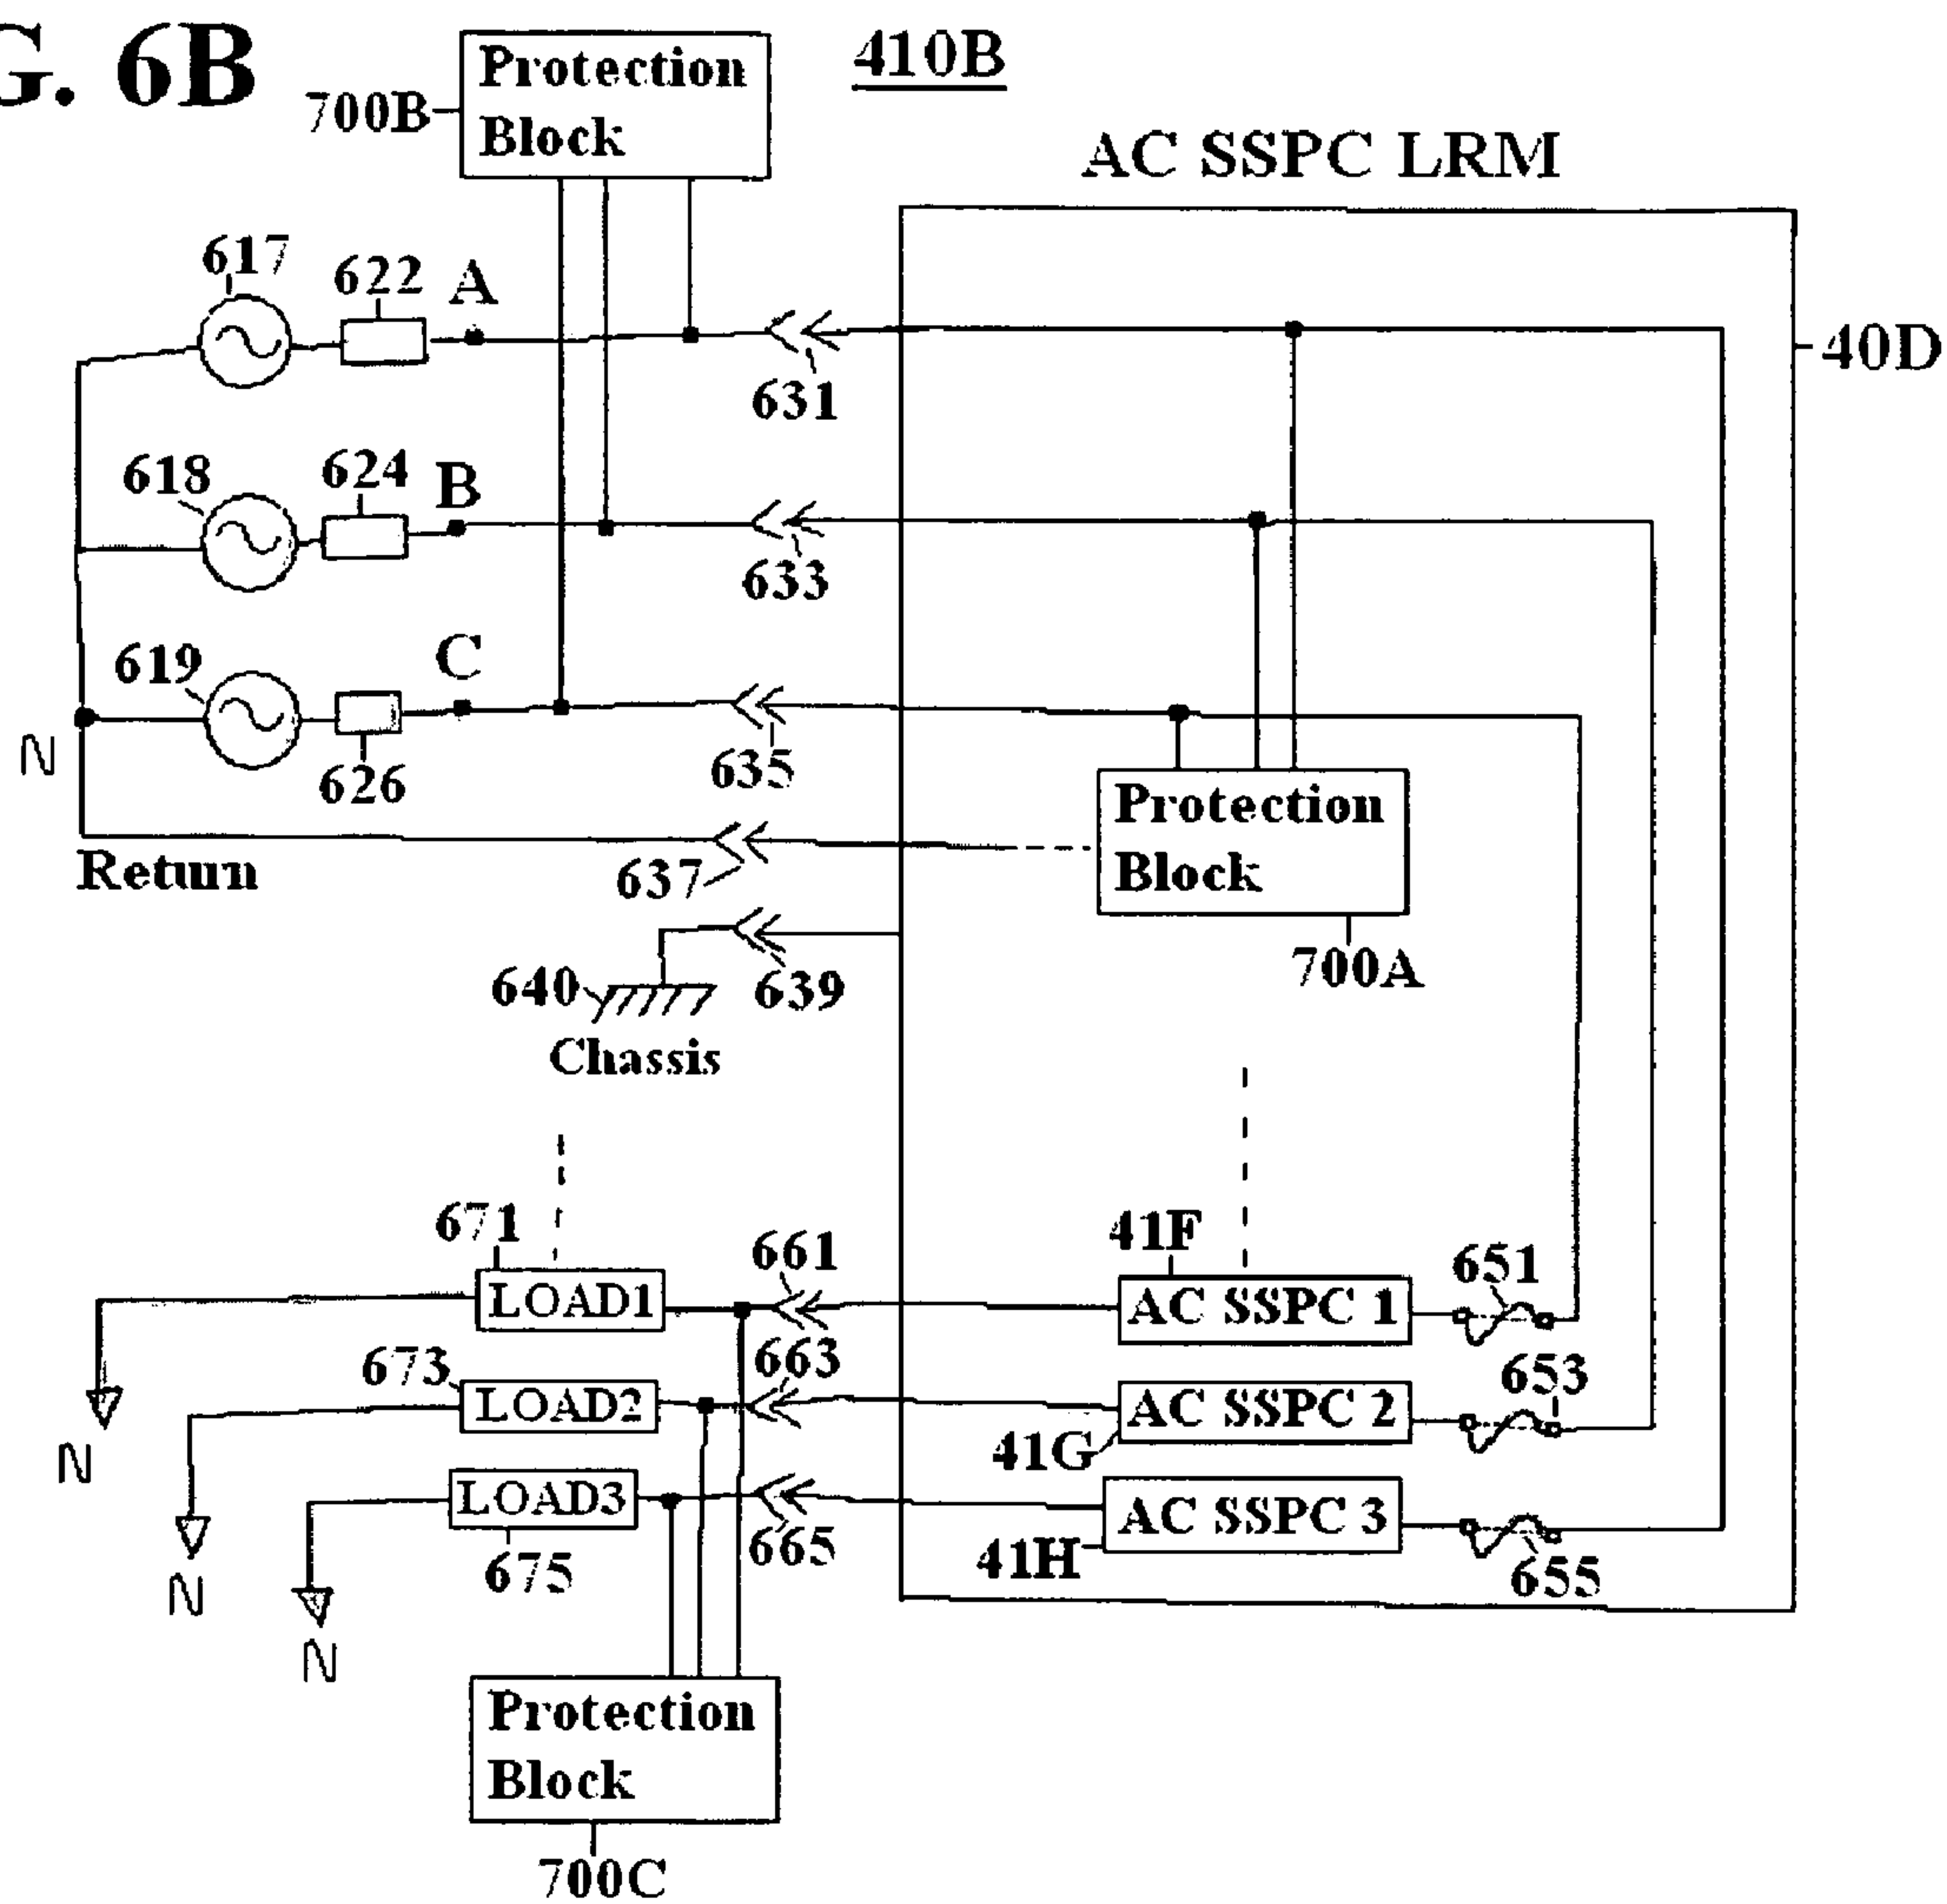 G. 6B
410B
Protection
Block
700B
AC SSPC LRM
617
622
A
631
40D
618
624
B
633
619
C
626
635
N
Return
637
Protection
Block
700A
640
639
Chassis
671
661
41F
651
LOAD1
AC SSPC 1
663
653
673
LOAD2
AC SSPC 2
N
41G
LOAD3
AC SSPC 3
665
675
41H
655
N
N
Protection
Block
700C